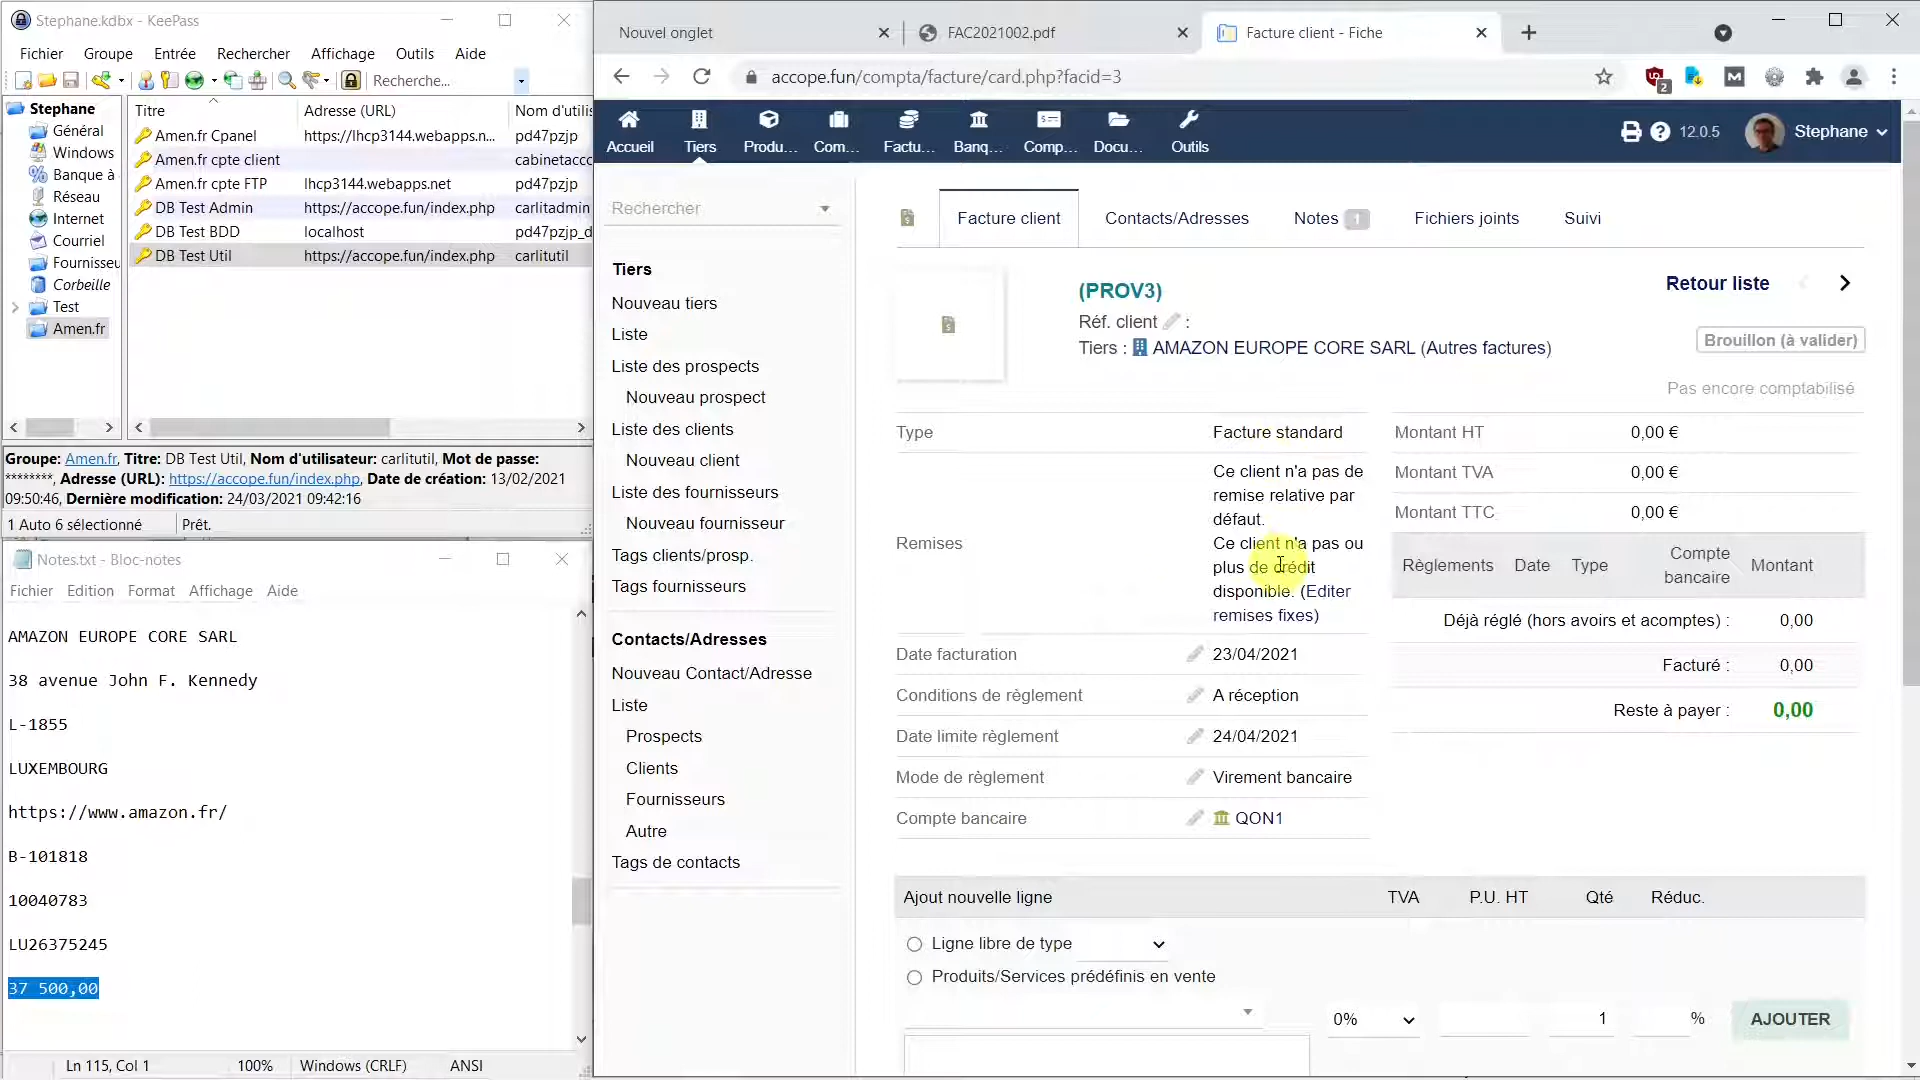 Stephane.kdbx - KeePass
Fichier Groupe Entrée Rechercher Affichage Outils Aide
Recherche...
Stephane
Général
Windows
Banque à
Réseau
Internet
Courriel
Fournisseu
Corbeille
Test
Amen.fr
Titre Adresse (URL) Nom d'utilis
Amen.fr Cpanel https://lhcp3144.webapps.n... pd47pzjp
Amen.fr cpte client cabinetacco
Amen.fr cpte FTP lhcp3144.webapps.net pd47pzjp
DB Test Admin https://accope.fun/index.php carlitadmin
DB Test BDD localhost pd47pzjp_d
DB Test Util https://accope.fun/index.php carlitutil
Groupe: Amen.fr, Titre: DB Test Util, Nom d'utilisateur: carlitutil, Mot de passe:
********, Adresse (URL): https://accope.fun/index.php, Date de création: 13/02/2021
09:50:46, Dernière modification: 24/03/2021 09:42:16
1 Auto 6 sélectionné Prêt.
Notes.txt - Bloc-notes
Fichier Edition Format Affichage Aide
AMAZON EUROPE CORE SARL
38 avenue John F. Kennedy
L-1855
LUXEMBOURG
https://www.amazon.fr/
B-101818
10040783
LU26375245
37 500,00
Ln 115, Col 1 100% Windows (CRLF) ANSI
Nouvel onglet FAC2021002.pdf Facture client - Fiche
accope.fun/compta/facture/card.php?facid=3
2
M
Accueil Tiers Produ... Com... Factu... Banq... Comp... Docu... Outils
12.0.5 Stephane
Rechercher
Tiers
Nouveau tiers
Liste
Liste des prospects
Nouveau prospect
Liste des clients
Nouveau client
Liste des fournisseurs
Nouveau fournisseur
Tags clients/prosp.
Tags fournisseurs
Contacts/Adresses
Nouveau Contact/Adresse
Liste
Prospects
Clients
Fournisseurs
Autre
Tags de contacts
Facture client Contacts/Adresses Notes 1 Fichiers joints Suivi
(PROV3)
Réf. client :
Tiers : AMAZON EUROPE CORE SARL (Autres factures)
Retour liste
Brouillon (à valider)
Pas encore comptabilisé
Type Facture standard
Remises
Ce client n'a pas de
remise relative par
défaut.
Ce client n'a pas ou
plus de crédit
disponible. (Editer
remises fixes)
Date facturation 23/04/2021
Conditions de règlement A réception
Date limite règlement 24/04/2021
Mode de règlement Virement bancaire
Compte bancaire QON1
Montant HT 0,00 €
Montant TVA 0,00 €
Montant TTC 0,00 €
Règlements Date Type Compte bancaire Montant
Déjà réglé (hors avoirs et acomptes) : 0,00
Facturé : 0,00
Reste à payer : 0,00
Ajout nouvelle ligne TVA P.U. HT Qté Réduc.
Ligne libre de type
Produits/Services prédéfinis en vente
0% 1 % AJOUTER